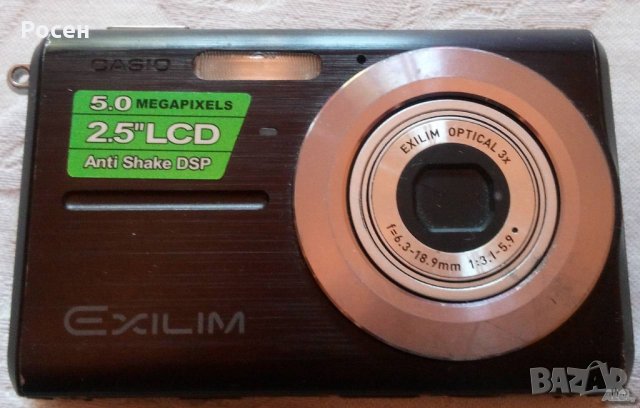 Росен
CASIO
5.0 MEGAPIXELS
2.5"LCD
Anti Shake DSP
EXILIM OPTICAL 3x
f=6.3-18.9mm 1:3.1-5.9
EXILIM
BAZAR